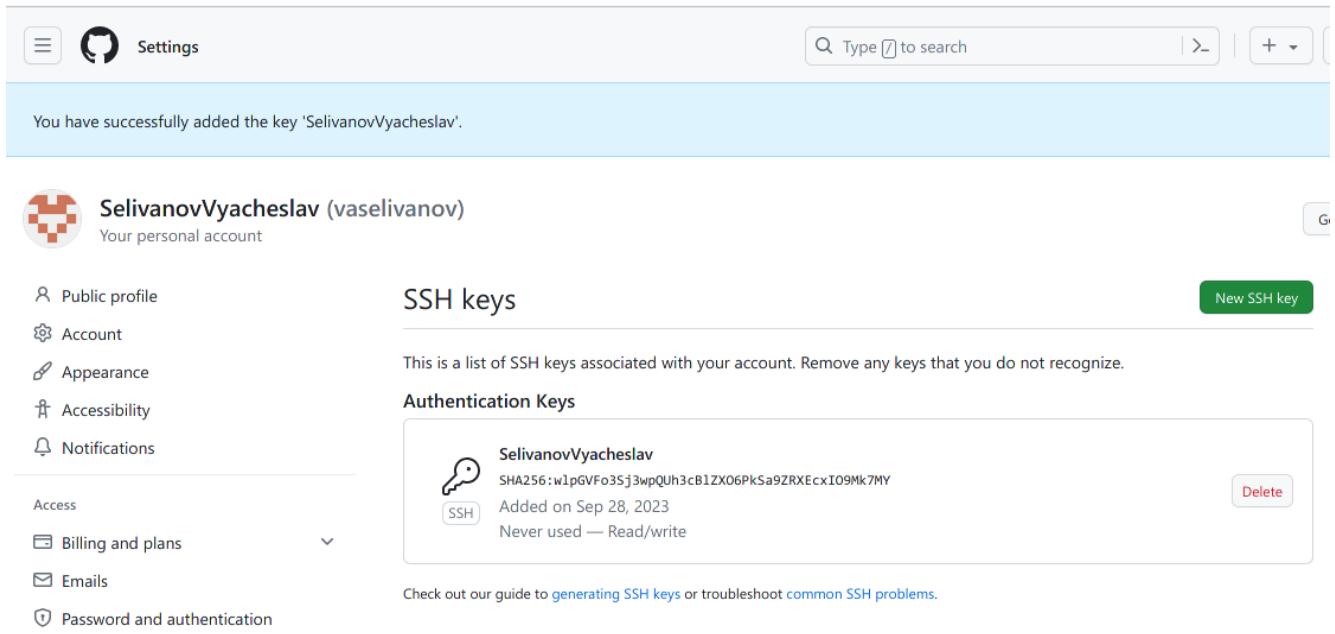 Settings
Type / to search
You have successfully added the key 'SelivanovVyacheslav'.
SelivanovVyacheslav (vaselivanov)
Your personal account
Public profile
Account
Appearance
Accessibility
Notifications
Access
Billing and plans
Emails
Password and authentication
SSH keys
New SSH key
This is a list of SSH keys associated with your account. Remove any keys that you do not recognize.
Authentication Keys
SelivanovVyacheslav
SHA256:wlpGVFo3Sj3wpQUh3cBlZXO6PkSa9ZRXEcxIO9Mk7MY
Added on Sep 28, 2023
Never used — Read/write
SSH
Delete
Check out our guide to generating SSH keys or troubleshoot common SSH problems.